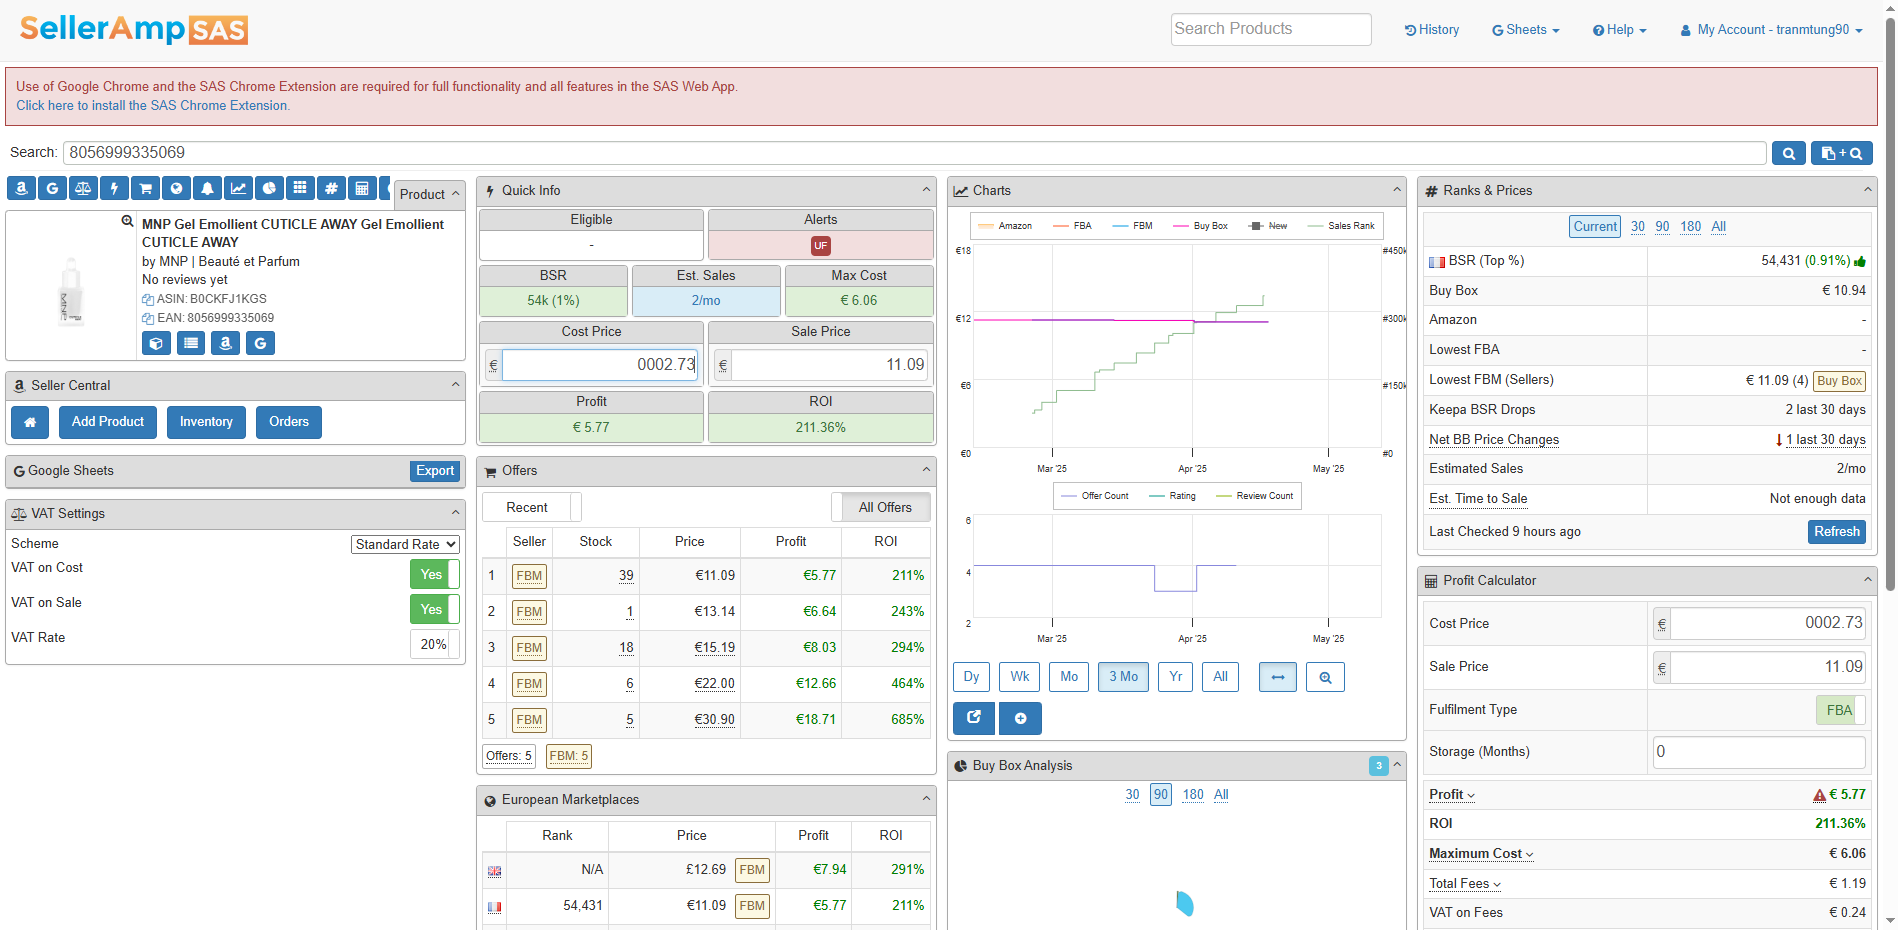 SellerAmp SAS
Search Products
History
G Sheets
Help
My Account - tranmtung90
Use of Google Chrome and the SAS Chrome Extension are required for full functionality and all features in the SAS Web App.
Click here to install the SAS Chrome Extension.
Search: 8056999335069
Product
MNP Gel Emollient CUTICLE AWAY Gel Emollient
CUTICLE AWAY
by MNP | Beauté et Parfum
No reviews yet
ASIN: B0CKFJ1KGS
EAN: 8056999335069
Seller Central
Add Product Inventory Orders
G Google Sheets Export
VAT Settings
Scheme Standard Rate
VAT on Cost Yes
VAT on Sale Yes
VAT Rate 20%
Quick Info
Eligible Alerts
- UF
BSR Est. Sales Max Cost
54k (1%) 2/mo € 6.06
Cost Price Sale Price
€ 0002.73 € 11.09
Profit ROI
€ 5.77 211.36%
Offers
Recent All Offers
Seller Stock Price Profit ROI
1 FBM 39 €11.09 €5.77 211%
2 FBM 1 €13.14 €6.64 243%
3 FBM 18 €15.19 €8.03 294%
4 FBM 6 €22.00 €12.66 464%
5 FBM 5 €30.90 €18.71 685%
Offers: 5 FBM: 5
European Marketplaces
Rank Price Profit ROI
N/A £12.69 FBM €7.94 291%
54,431 €11.09 FBM €5.77 211%
Charts
Amazon FBA FBM Buy Box New Sales Rank
€18 #450k
€12 #300k
€6 #150k
€0 #0
Mar '25 Apr '25 May '25
Offer Count Rating Review Count
6
4
2
Mar '25 Apr '25 May '25
Dy Wk Mo 3 Mo Yr All
Buy Box Analysis 3
30 90 180 All
# Ranks & Prices
Current 30 90 180 All
BSR (Top %) 54,431 (0.91%)
Buy Box € 10.94
Amazon -
Lowest FBA -
Lowest FBM (Sellers) € 11.09 (4) Buy Box
Keepa BSR Drops 2 last 30 days
Net BB Price Changes 1 last 30 days
Estimated Sales 2/mo
Est. Time to Sale Not enough data
Last Checked 9 hours ago Refresh
Profit Calculator
Cost Price € 0002.73
Sale Price € 11.09
Fulfilment Type FBA
Storage (Months) 0
Profit € 5.77
ROI 211.36%
Maximum Cost € 6.06
Total Fees € 1.19
VAT on Fees € 0.24